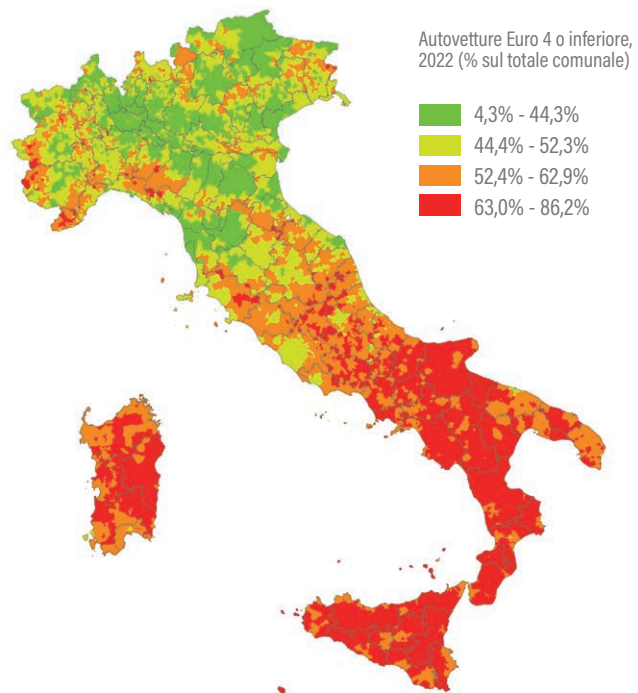 Autovetture Euro 4 o inferiore,
2022 (% sul totale comunale)
4,3% - 44,3%
44,4% - 52,3%
52,4% - 62,9%
63,0% - 86,2%